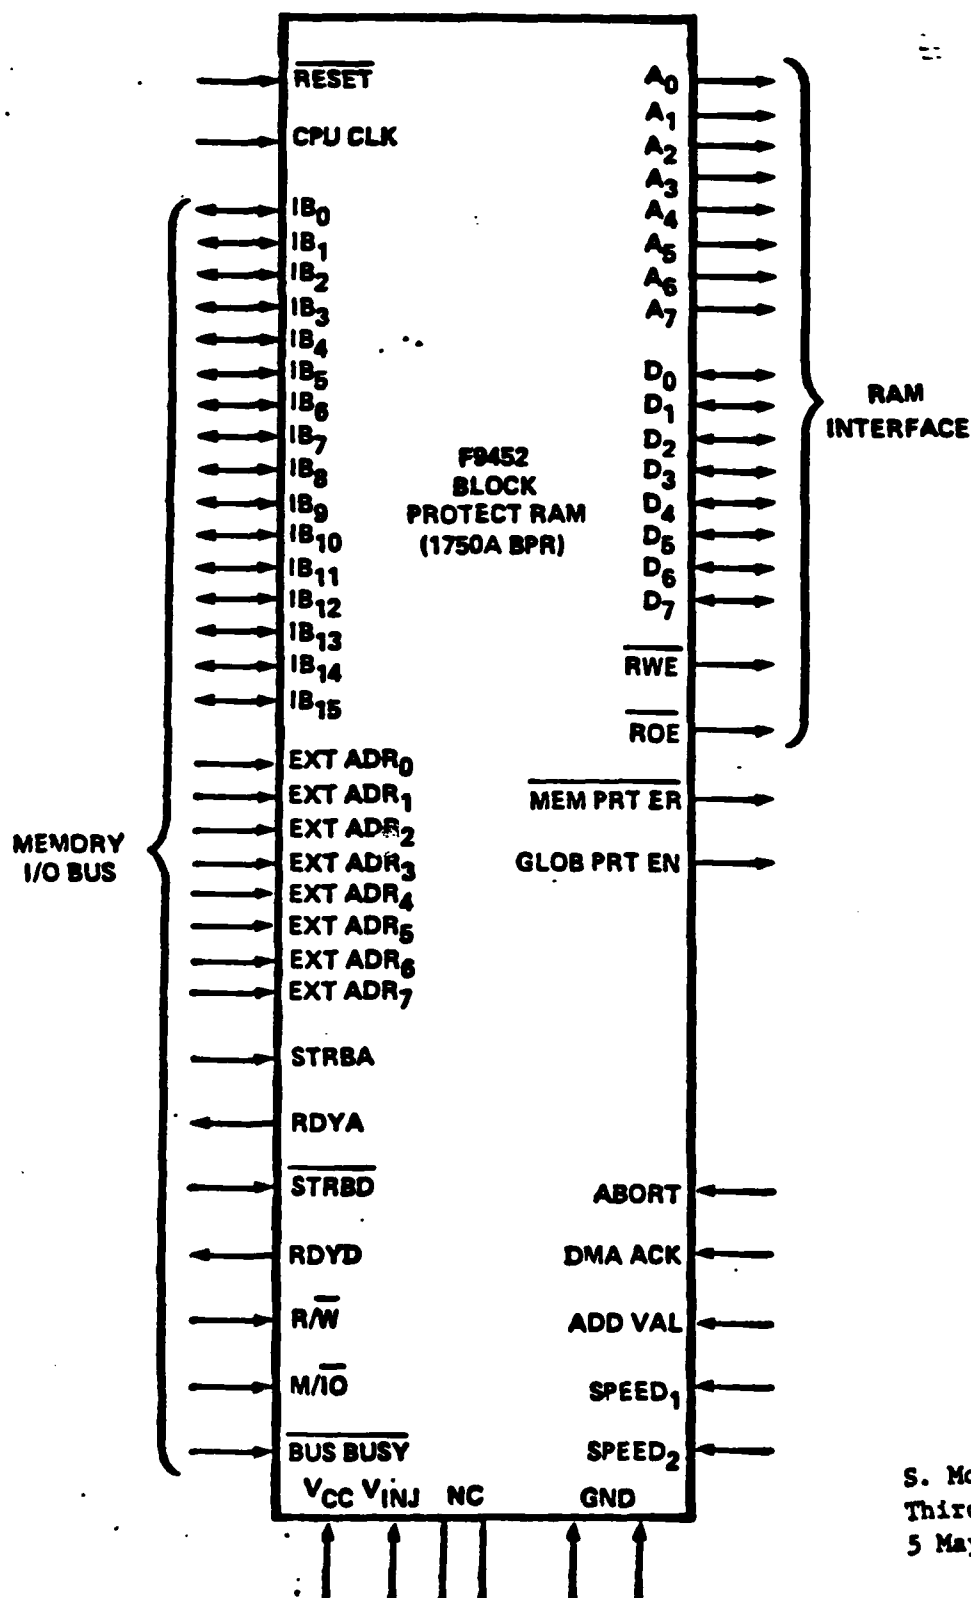 RESET
CPU CLK
IB0
IB1
IB2
IB3
IB4
IB5
IB6
IB7
IB8
IB9
IB10
IB11
IB12
IB13
IB14
IB15
EXT ADR0
EXT ADR1
EXT ADR2
EXT ADR3
EXT ADR4
EXT ADR5
EXT ADR6
EXT ADR7
STRBA
RDYA
STRBD
RDYD
R/W
M/IO
BUS BUSY
MEMORY
I/O BUS
F9452
BLOCK
PROTECT RAM
(1750A BPR)
A0
A1
A2
A3
A4
A5
A6
A7
D0
D1
D2
D3
D4
D5
D6
D7
RWE
ROE
RAM
INTERFACE
MEM PRT ER
GLOB PRT EN
ABORT
DMA ACK
ADD VAL
SPEED1
SPEED2
VCC VINJ NC GND
S.
5